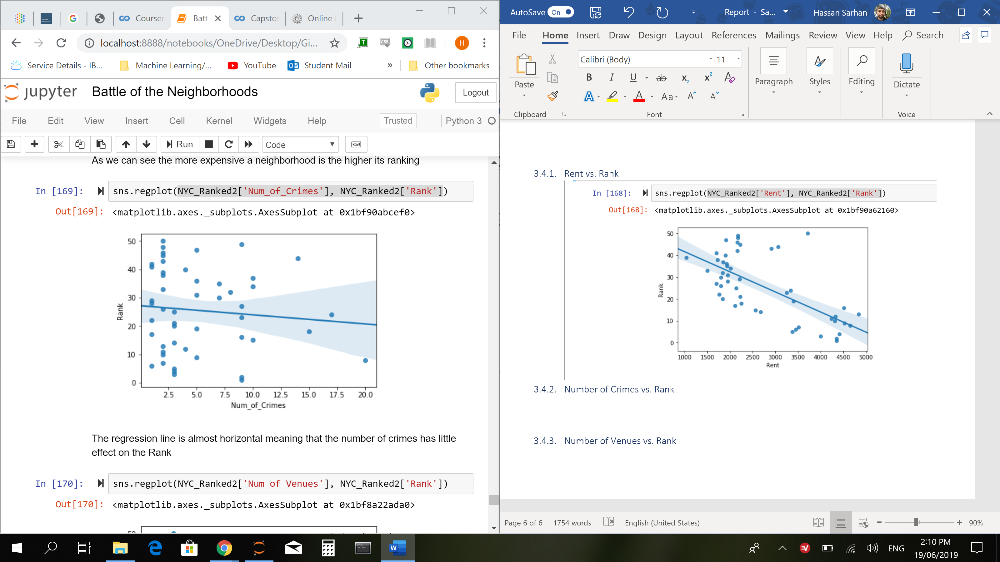 Courser
Batt
Capstor
Online
localhost:8888/notebooks/OneDrive/Desktop/Gi...
CSS
H
Service Details - IB...
Machine Learning/...
YouTube
Student Mail
»
Other bookmarks
jupyter
Battle of the Neighborhoods
Logout
File
Edit
View
Insert
Cell
Kernel
Widgets
Help
Trusted
Python 3
Run
Code
As we can see the more expensive a neighborhood is the higher its ranking
In [169]:
sns.regplot(NYC_Ranked2['Num_of_Crimes'], NYC_Ranked2['Rank'])
Out[169]:
<matplotlib.axes._subplots.AxesSubplot at 0x1bf90abcef0>
50
40
30
20
10
0
Rank
2.5 5.0 7.5 10.0 12.5 15.0 17.5 20.0
Num_of_Crimes
The regression line is almost horizontal meaning that the number of crimes has little
effect on the Rank
In [170]:
sns.regplot(NYC_Ranked2['Num of Venues'], NYC_Ranked2['Rank'])
Out[170]:
<matplotlib.axes._subplots.AxesSubplot at 0x1bf8a22ada0>
50
AutoSave On
Report - Sa...
Hassan Sarhan
File
Home
Insert
Draw
Design
Layout
References
Mailings
Review
View
Help
Search
Paste
Clipboard
Calibri (Body)
11
B I U ab x₂ x² A
A A Aa A A
Font
Paragraph
Styles
Editing
Dictate
Voice
3.4.1. Rent vs. Rank
In [168]:
sns.regplot(NYC_Ranked2['Rent'], NYC_Ranked2['Rank'])
Out[168]:
<matplotlib.axes._subplots.AxesSubplot at 0x1bf90a62160>
50
40
30
20
10
0
Rank
1000 1500 2000 2500 3000 3500 4000 4500 5000
Rent
3.4.2. Number of Crimes vs. Rank
3.4.3. Number of Venues vs. Rank
Page 6 of 6
1754 words
English (United States)
90%
ENG
2:10 PM
19/06/2019